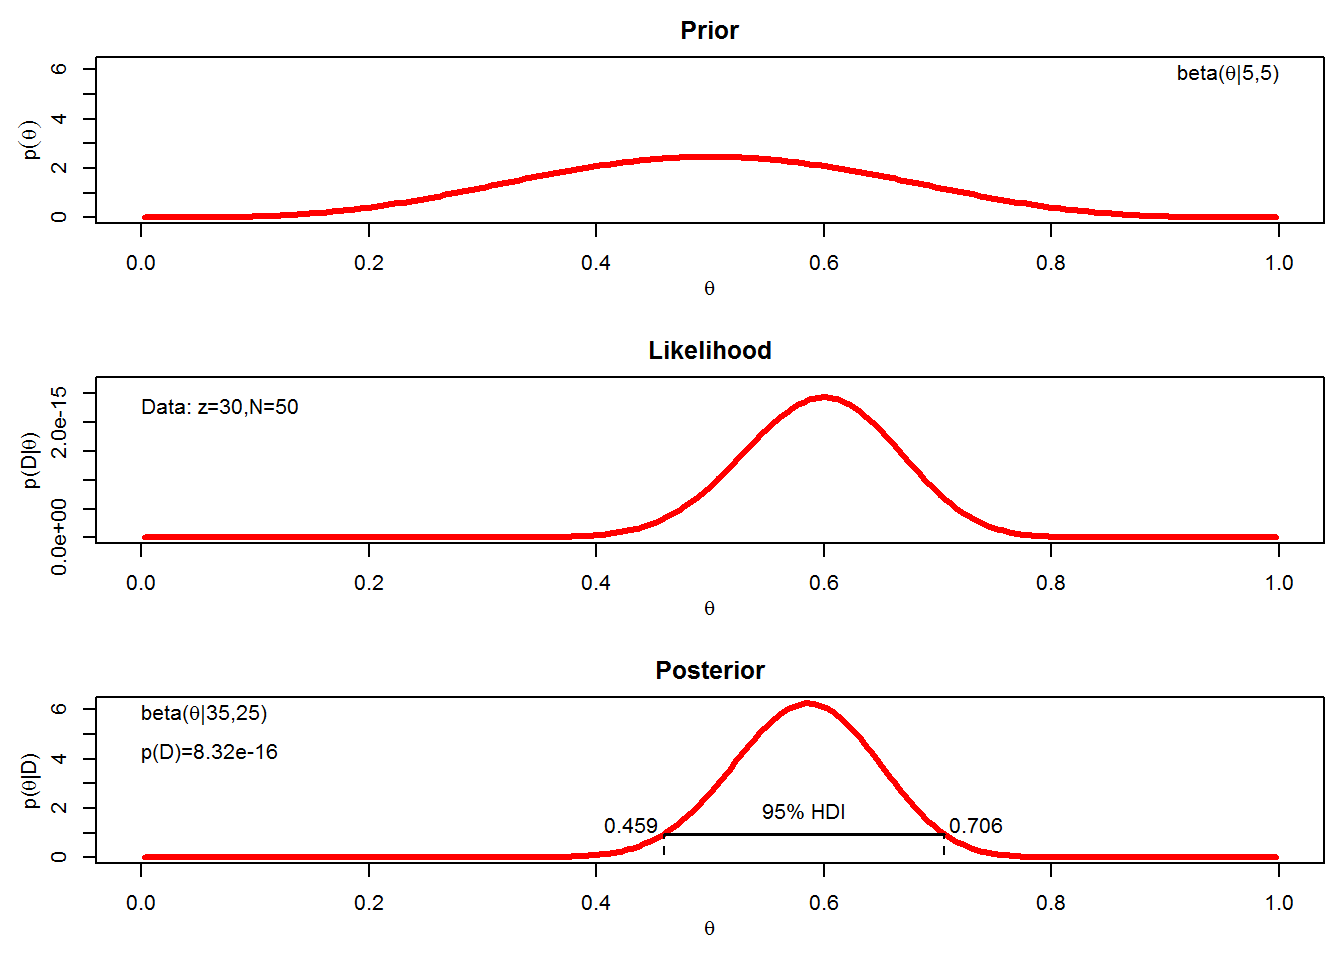 Prior
beta(θ|5,5)
p(θ)
6
4
2
0
0.0 0.2 0.4 0.6 0.8 1.0
θ
Likelihood
Data: z=30,N=50
p(D|θ)
2.0e-15
0.0e+00
0.0 0.2 0.4 0.6 0.8 1.0
θ
Posterior
beta(θ|35,25)
p(D)=8.32e-16
p(θ|D)
6
4
2
0
95% HDI
0.459 0.706
0.0 0.2 0.4 0.6 0.8 1.0
θ